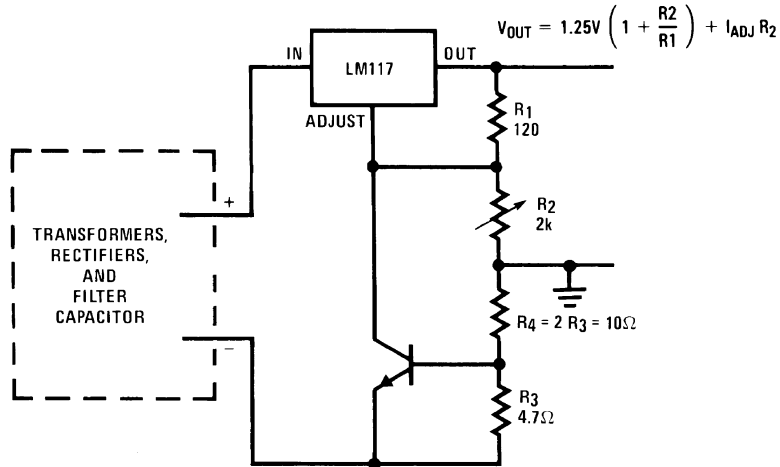 V_OUT = 1.25V (1 + R2/R1) + I_ADJ R_2
IN
LM117
OUT
ADJUST
R1
120
R2
2k
+
TRANSFORMERS,
RECTIFIERS,
AND
FILTER
CAPACITOR
R4 = 2 R3 = 10Ω
−
R3
4.7Ω